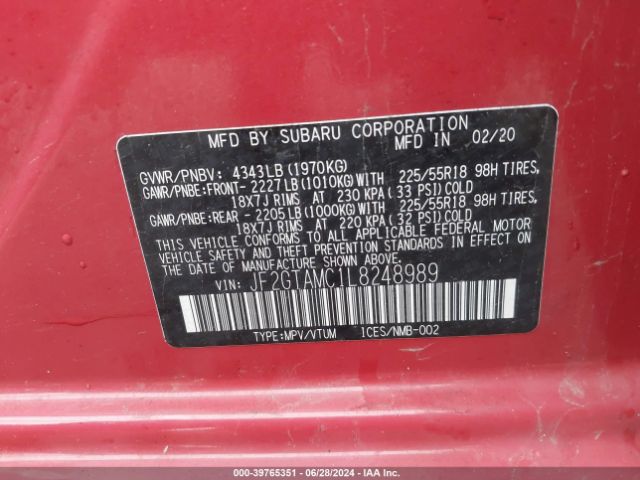 MFD BY SUBARU CORPORATION
MFD IN 02/20
GVWR/PNBV: 4343LB (1970KG)
GAWR/PNBE:FRONT- 2227LB (1010KG)WITH 225/55R18 98H TIRES,
18X7J RIMS AT 230 KPA (33 PSI)COLD
GAWR/PNBE:REAR - 2205LB (1000KG)WITH 225/55R18 98H TIRES,
18X7J RIMS AT 220 KPA (32 PSI)COLD
THIS VEHICLE CONFORMS TO ALL APPLICABLE FEDERAL MOTOR
VEHICLE SAFETY AND THEFT PREVENTION STANDARDS IN EFFECT ON
THE DATE OF MANUFACTURE SHOWN ABOVE.
VIN: JF2GTAMC1L8248989
TYPE:MPV/VTUM ICES/NMB-002
000-39765351 | 06/28/2024 | IAA Inc.